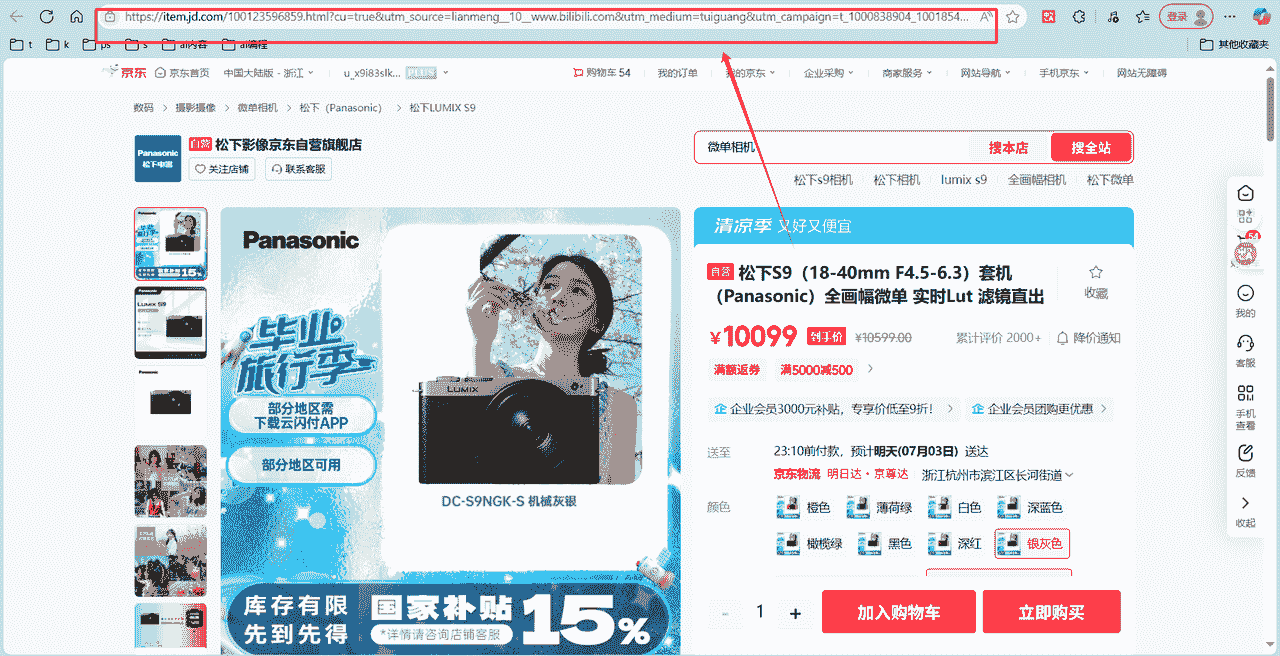 https://item.jd.com/100123596859.html?cu=true&utm_source=lianmeng__10__www.bilibili.com&utm_medium=tuiguang&utm_campaign=t_1000838904_1001854...
登录
t
k
ps
s
ai内容
ai编程
其他收藏夹
京东
京东首页
中国大陆版 - 浙江
u_xi9i83slk...
PLUS
购物车 54
我的订单
我的京东
企业采购
商家服务
网站导航
手机京东
网站无障碍
数码 > 摄影摄像 > 微单相机 > 松下（Panasonic） > 松下LUMIX S9
Panasonic
松下电器
自营 松下影像京东自营旗舰店
关注店铺
联系客服
微单相机
搜本店
搜全站
松下s9相机
松下相机
lumix s9
全画幅相机
松下微单
Panasonic
毕业
旅行季
部分地区需
下载云闪付APP
部分地区可用
LUMIX
DC-S9NGK-S 机械灰银
库存有限
先到先得
国家补贴 15%
*详情请咨询店铺客服
清凉季 又好又便宜
自营 松下S9（18-40mm F4.5-6.3）套机
（Panasonic）全画幅微单 实时Lut 滤镜直出
收藏
¥10099 到手价 ¥10599.00
累计评价 2000+
降价通知
满额返券
满5000减500
企业会员3000元补贴，专享价低至9折！
企业会员团购更优惠
送至
23:10前付款，预计明天(07月03日) 送达
京东物流 明日达・京尊达
浙江杭州市滨江区长河街道
颜色
橙色
薄荷绿
白色
深蓝色
橄榄绿
黑色
深红
银灰色
- 1 +
加入购物车
立即购买
54
我的
客服
手机
查看
反馈
收起